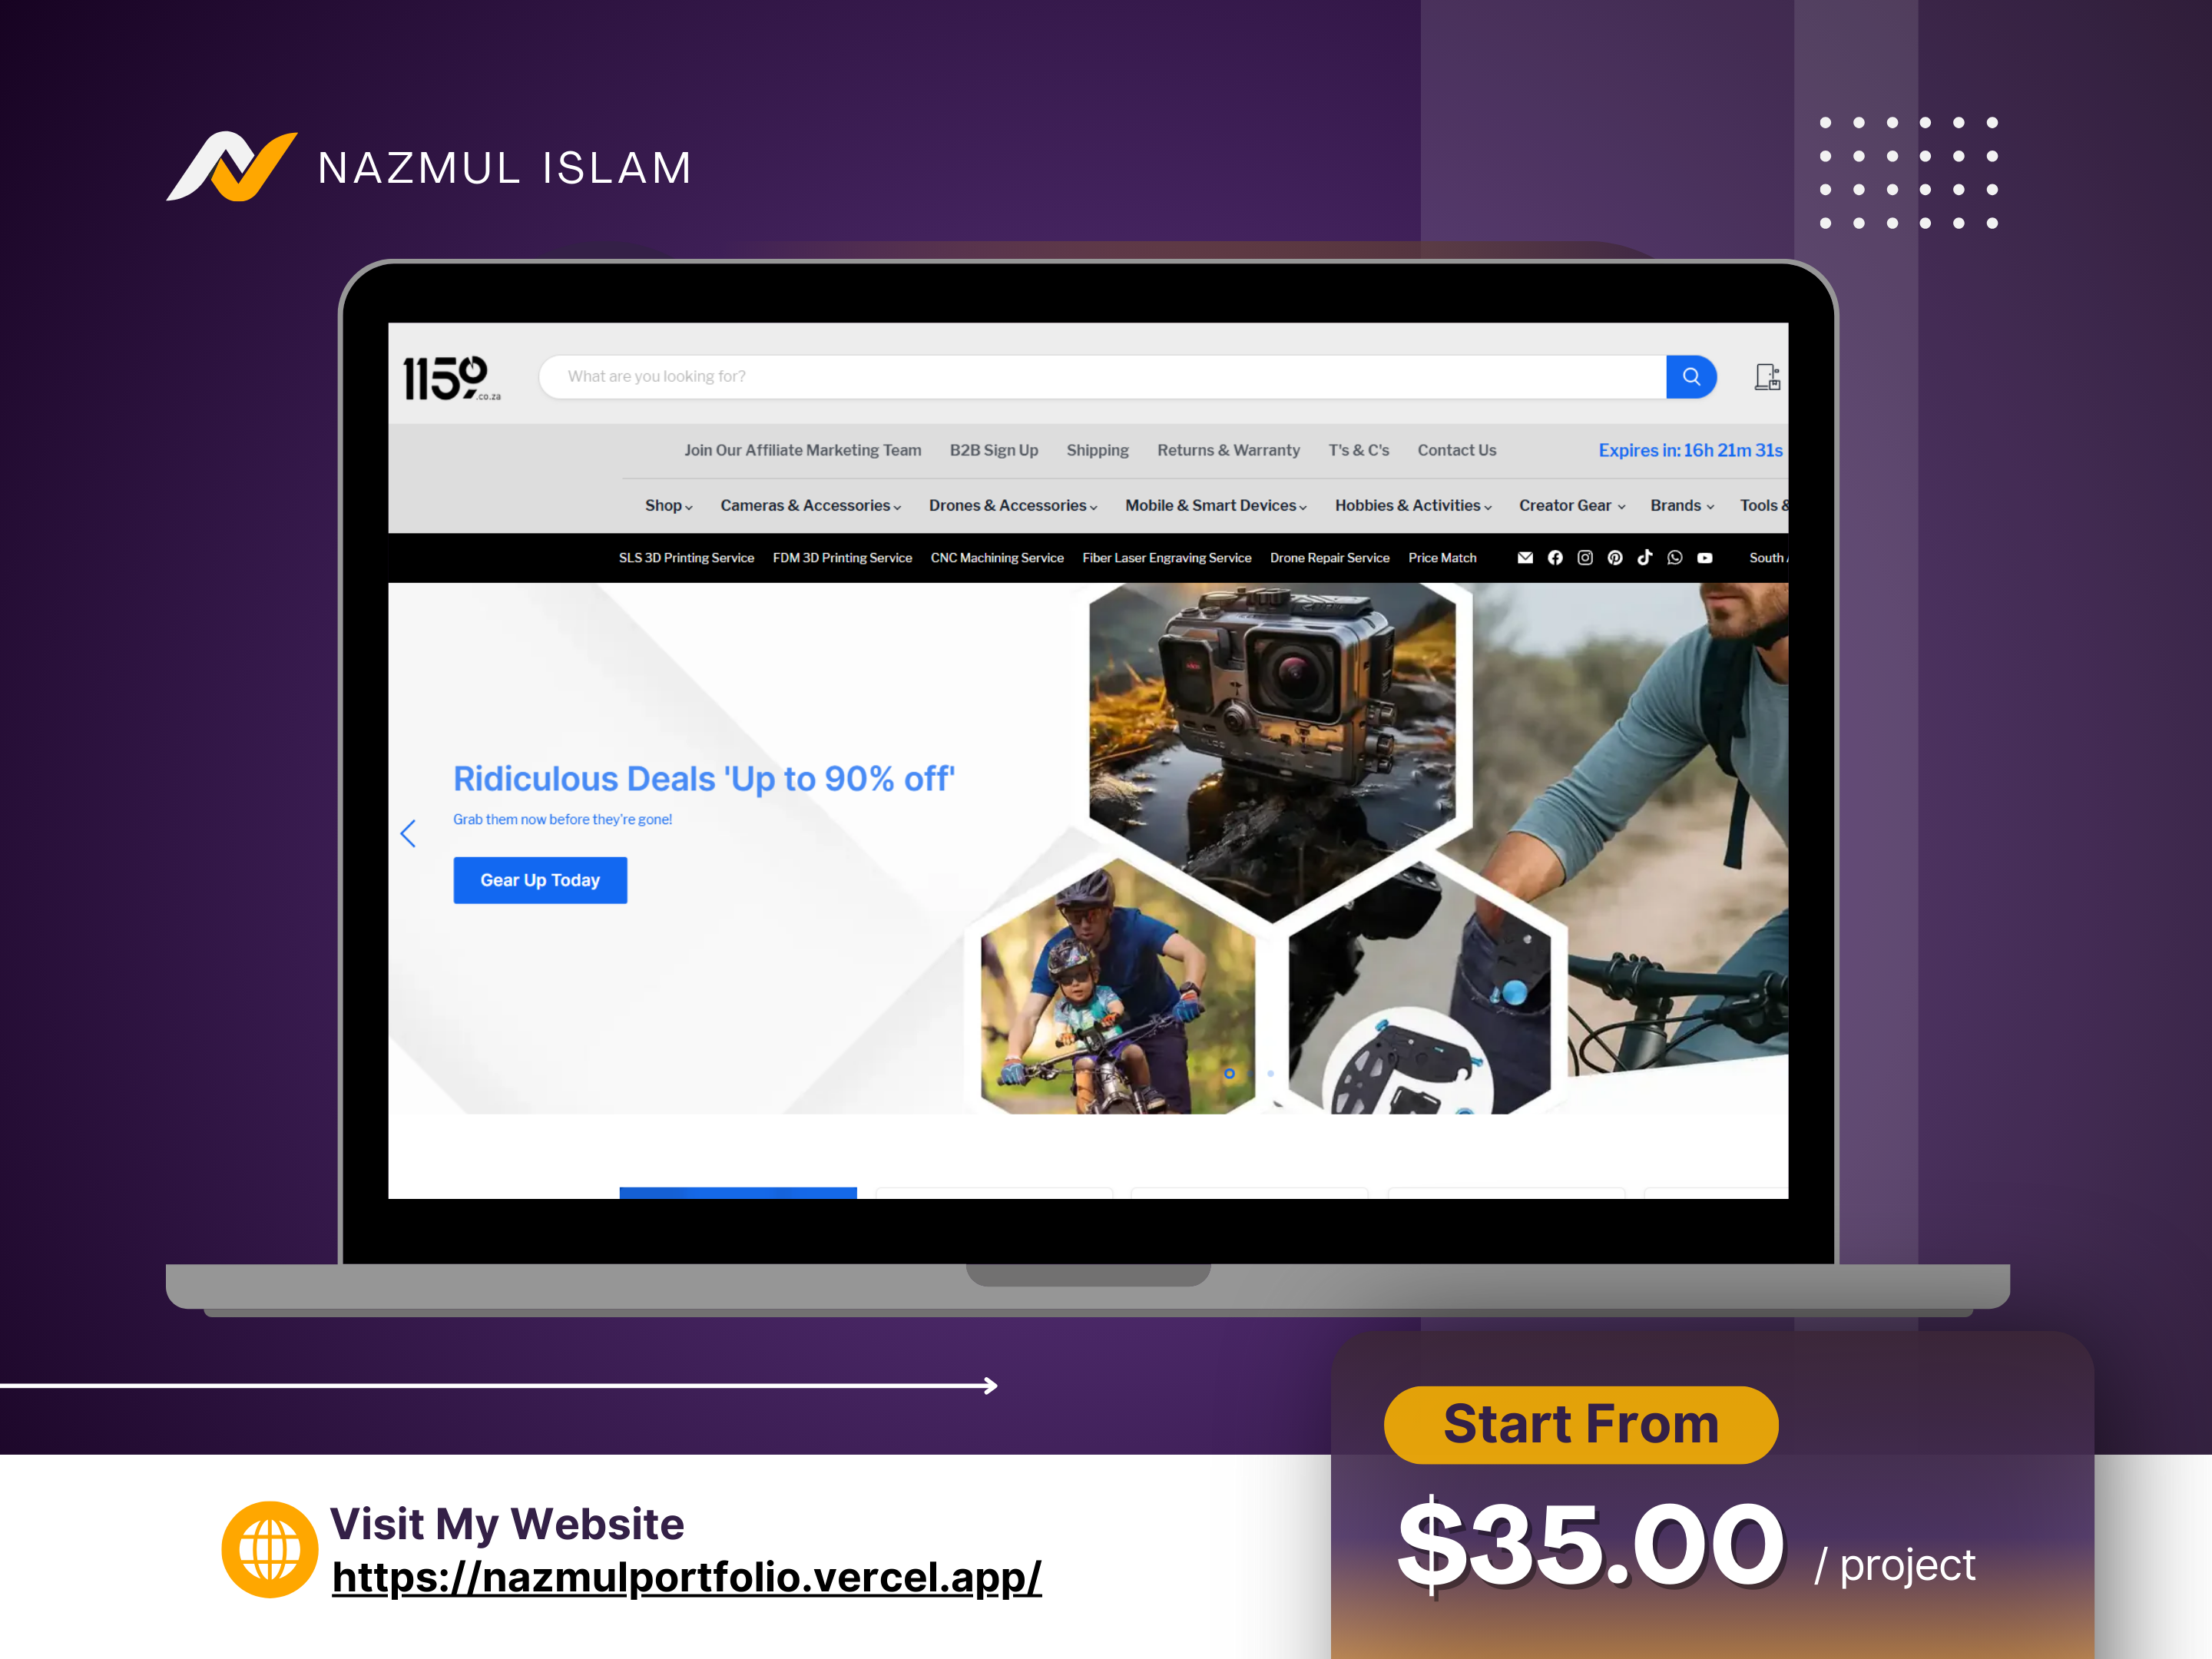 NAZMUL ISLAM
1159.co.za
What are you looking for?
Join Our Affiliate Marketing Team B2B Sign Up Shipping Returns & Warranty T's & C's Contact Us Expires in: 16h 21m 31s
Shop Cameras & Accessories Drones & Accessories Mobile & Smart Devices Hobbies & Activities Creator Gear Brands Tools &
SLS 3D Printing Service FDM 3D Printing Service CNC Machining Service Fiber Laser Engraving Service Drone Repair Service Price Match South
Ridiculous Deals 'Up to 90% off'
Grab them now before they're gone!
Gear Up Today
Start From
$35.00 / project
Visit My Website
https://nazmulportfolio.vercel.app/